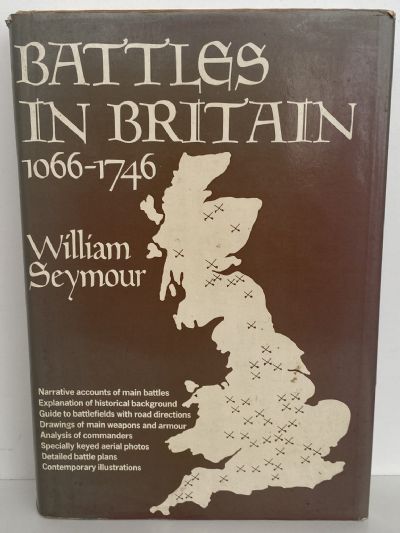 BATTLES
IN BRITAIN
1066-1746
William
Seymour
Narrative accounts of main battles
Explanation of historical background
Guide to battlefields with road directions
Drawings of main weapons and armour
Analysis of commanders
Specially keyed aerial photos
Detailed battle plans
Contemporary illustrations